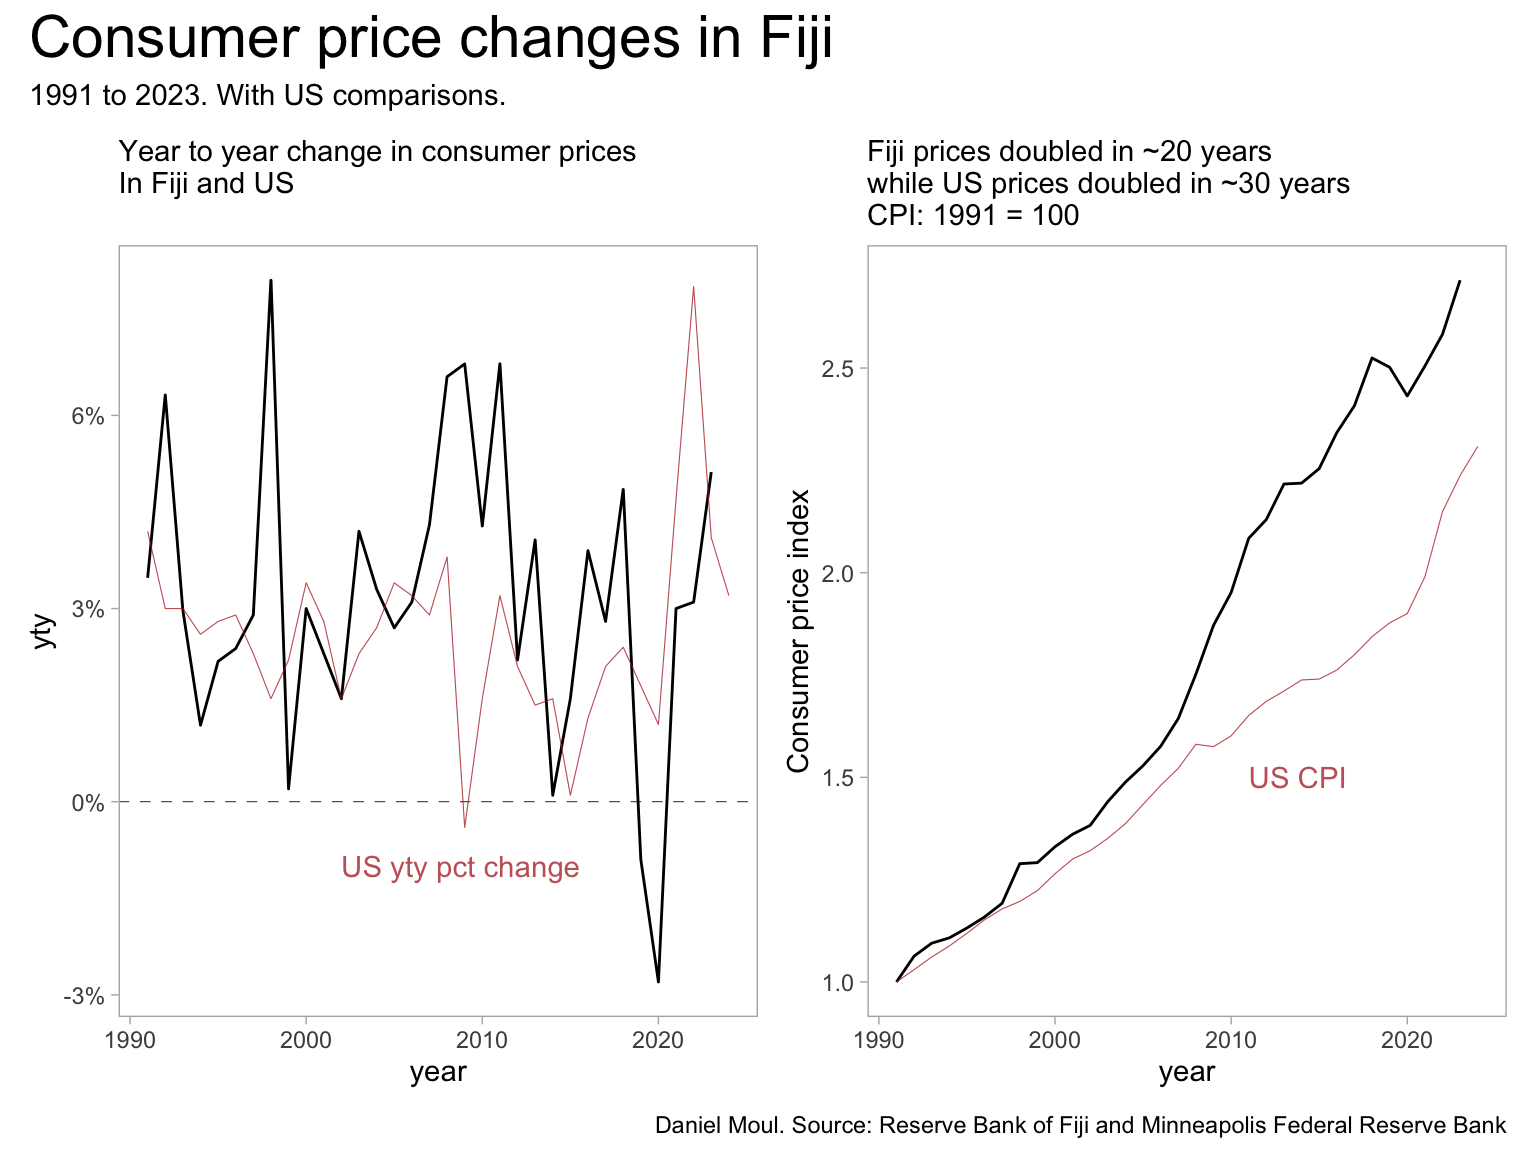 Consumer price changes in Fiji
1991 to 2023. With US comparisons.
Year to year change in consumer prices
In Fiji and US
yty
6%
3%
0%
-3%
US yty pct change
1990
2000
2010
2020
year
Fiji prices doubled in ~20 years
while US prices doubled in ~30 years
CPI: 1991 = 100
Consumer price index
2.5
2.0
1.5
1.0
US CPI
1990
2000
2010
2020
year
Daniel Moul. Source: Reserve Bank of Fiji and Minneapolis Federal Reserve Bank